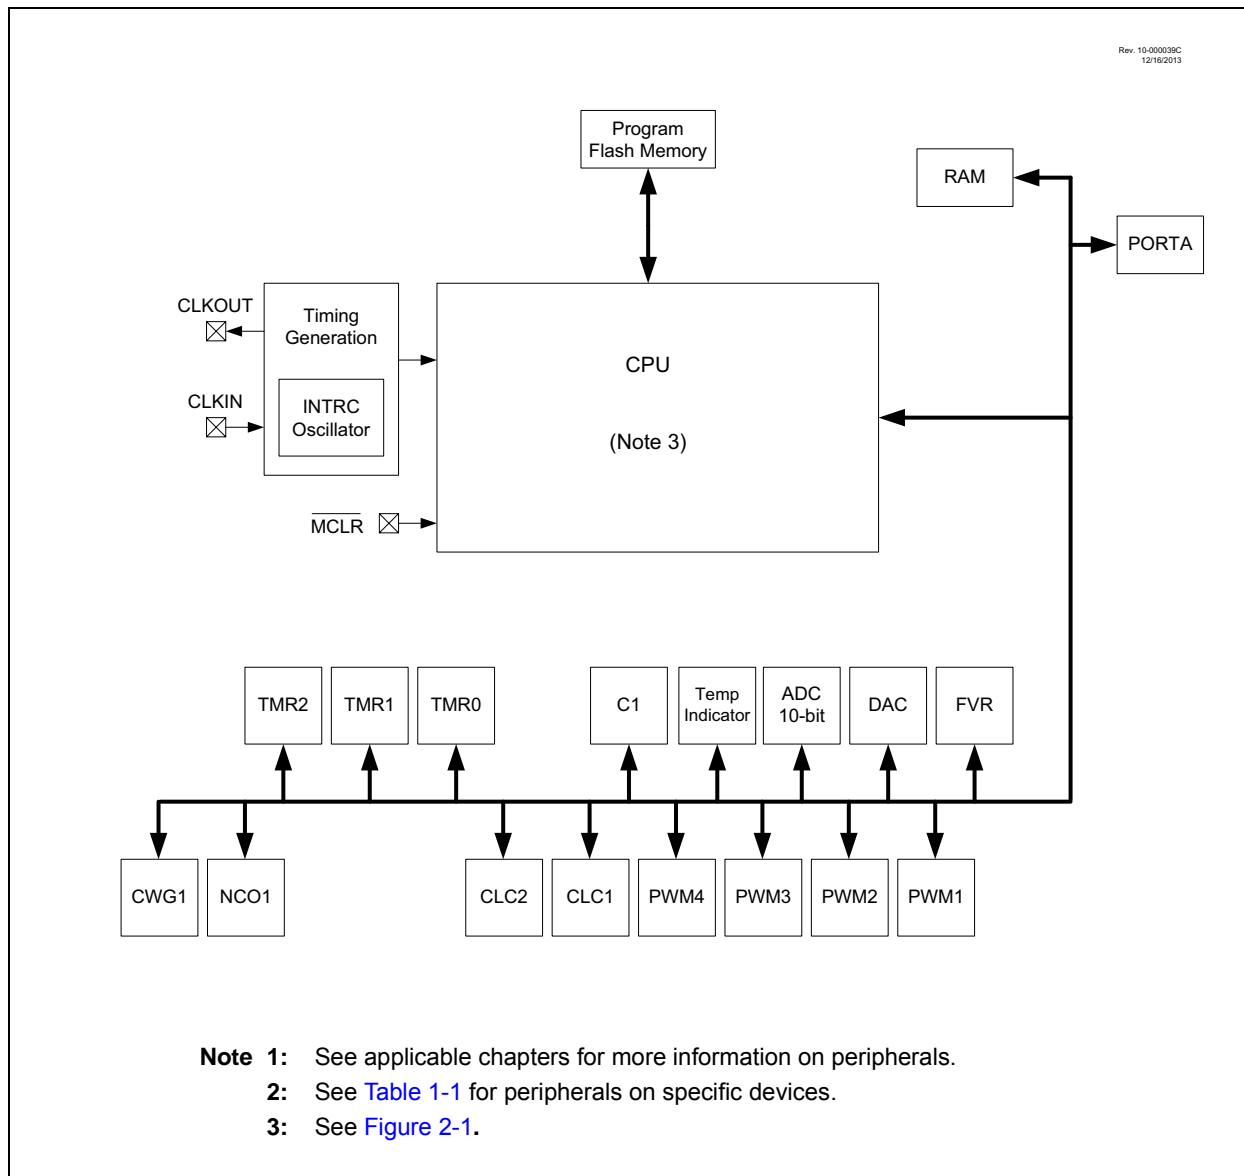 Rev. 10-000039C
12/16/2013
Program
Flash Memory
RAM
PORTA
CLKOUT
Timing
Generation
CPU
CLKIN
INTRC
Oscillator
(Note 3)
MCLR
TMR2
TMR1
TMR0
C1
Temp
Indicator
ADC
10-bit
DAC
FVR
CWG1
NCO1
CLC2
CLC1
PWM4
PWM3
PWM2
PWM1
Note 1: See applicable chapters for more information on peripherals.
2: See Table 1-1 for peripherals on specific devices.
3: See Figure 2-1.